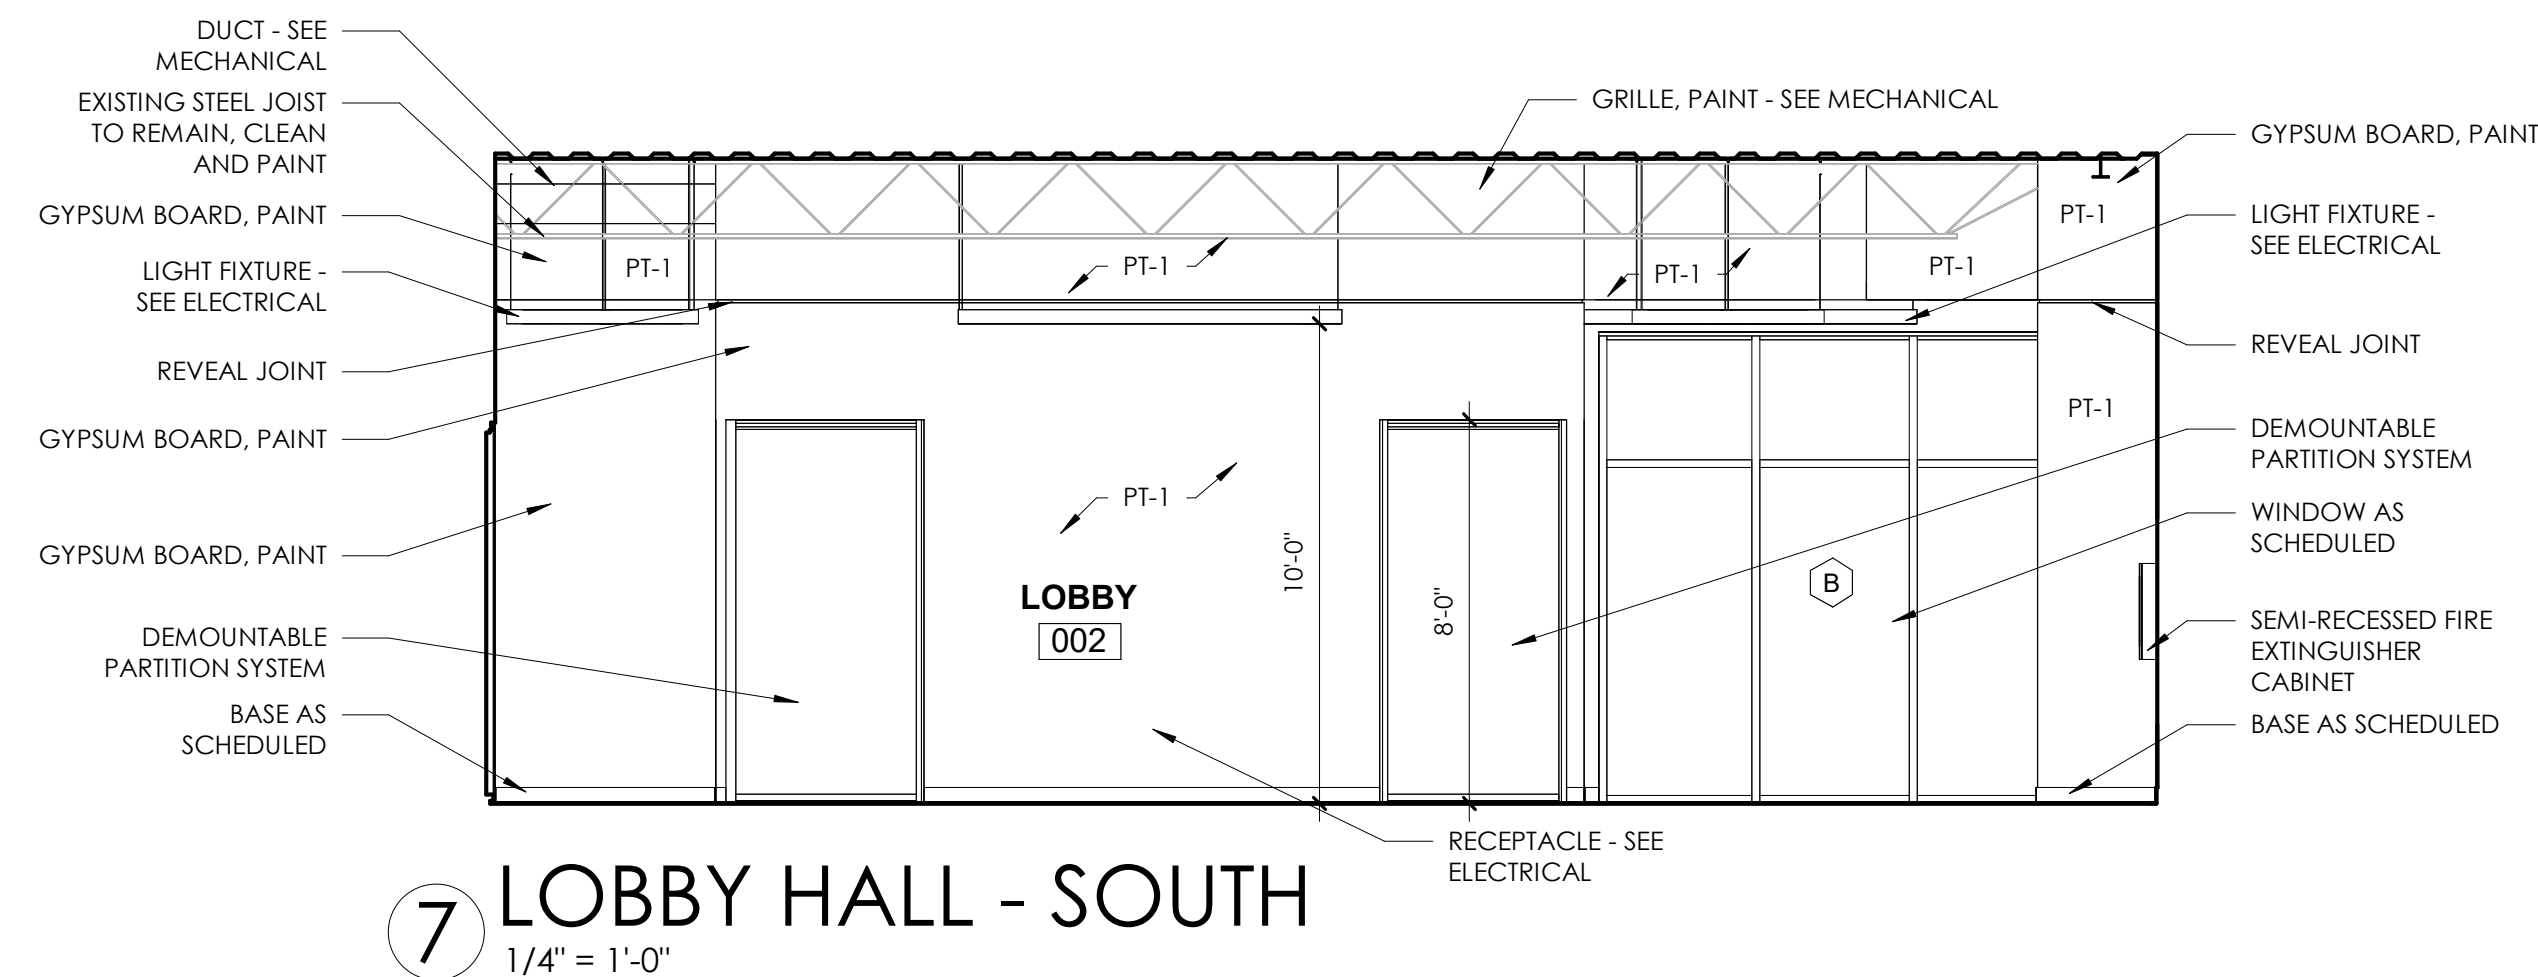 DUCT - SEE
MECHANICAL
EXISTING STEEL JOIST
TO REMAIN, CLEAN
AND PAINT
GYPSUM BOARD, PAINT
LIGHT FIXTURE -
SEE ELECTRICAL
REVEAL JOINT
GYPSUM BOARD, PAINT
GYPSUM BOARD, PAINT
DEMOUNTABLE
PARTITION SYSTEM
BASE AS
SCHEDULED
PT-1
PT-1
PT-1
PT-1
PT-1
PT-1
PT-1
LOBBY
002
10'-0"
8'-0"
B
GRILLE, PAINT - SEE MECHANICAL
GYPSUM BOARD, PAINT
LIGHT FIXTURE -
SEE ELECTRICAL
REVEAL JOINT
DEMOUNTABLE
PARTITION SYSTEM
WINDOW AS
SCHEDULED
SEMI-RECESSED FIRE
EXTINGUISHER
CABINET
BASE AS SCHEDULED
RECEPTACLE - SEE
ELECTRICAL
7 LOBBY HALL - SOUTH
1/4" = 1'-0"